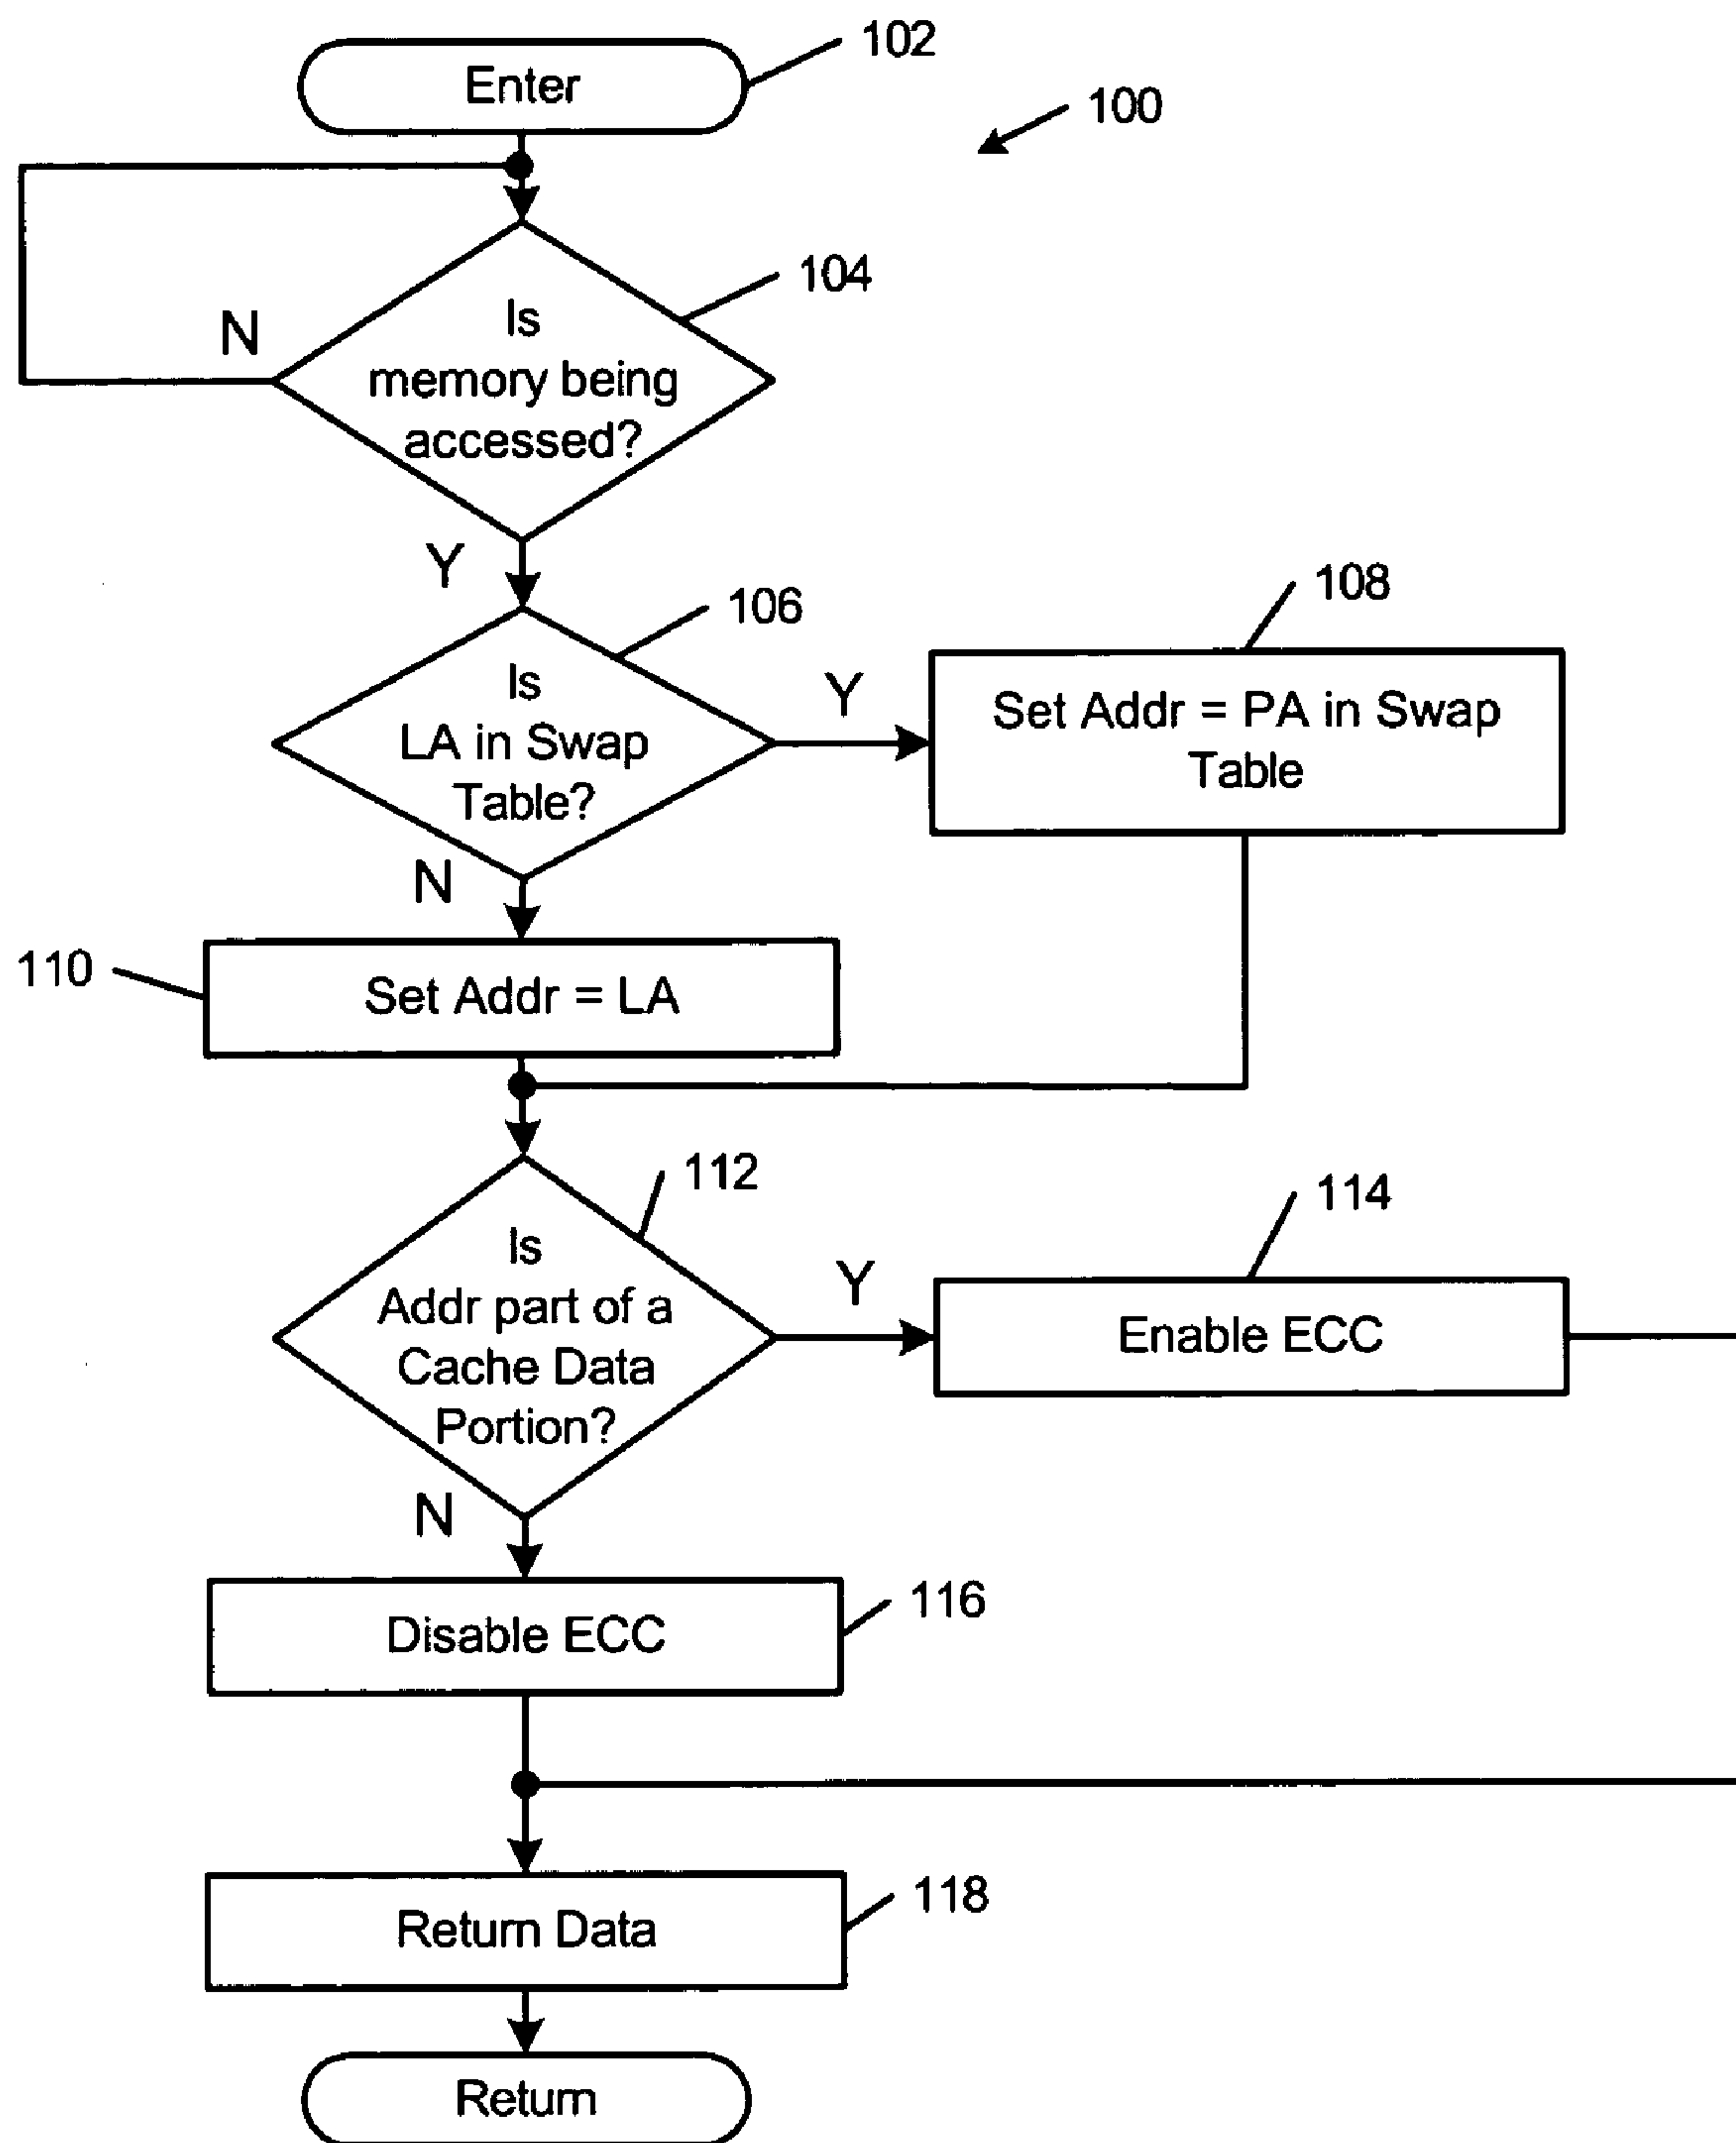 102
Enter
100
104
Is
memory being
accessed?
N
Y
106
108
Is
LA in Swap
Table?
Y
Set Addr = PA in Swap
Table
N
110
Set Addr = LA
112
114
Is
Addr part of a
Cache Data
Portion?
Y
Enable ECC
N
116
Disable ECC
118
Return Data
Return